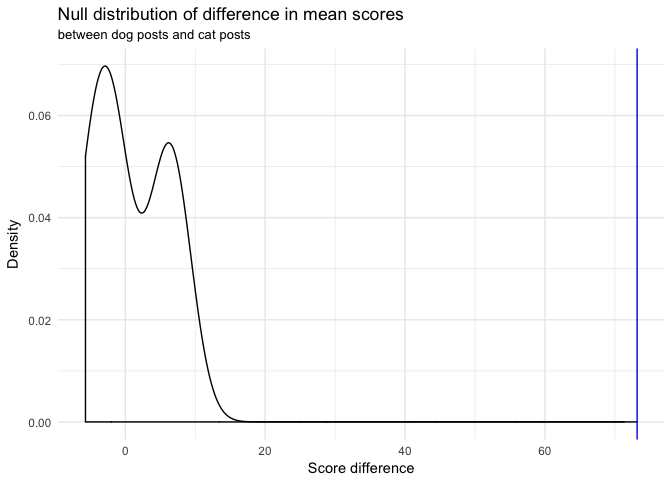 Null distribution of difference in mean scores
between dog posts and cat posts
0.06
0.04
0.02
0.00
Density
0 20 40 60
Score difference